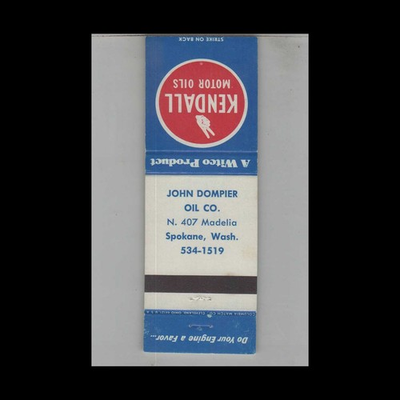 STRIKE ON BACK
KENDALL
MOTOR OILS
A Witco Product
JOHN DOMPIER
OIL CO.
N. 407 Madelia
Spokane, Wash.
534-1519
Do Your Engine a Favor...